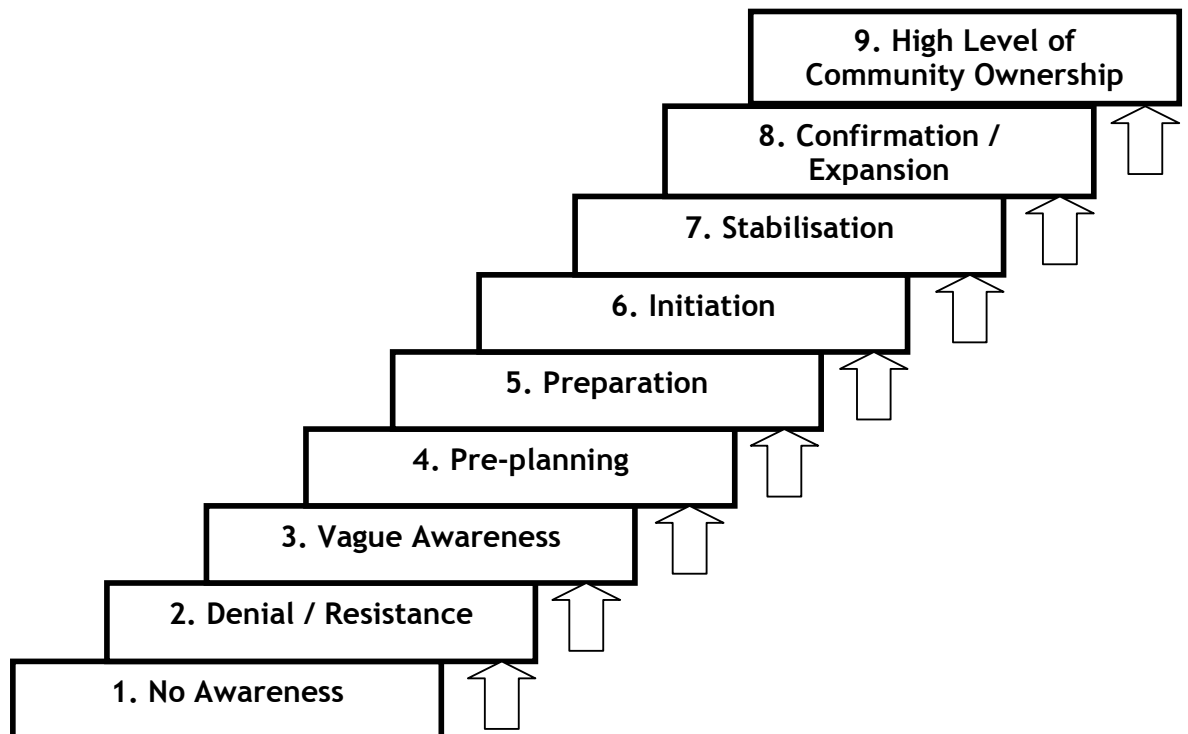 9. High Level of
Community Ownership
8. Confirmation /
Expansion
7. Stabilisation
6. Initiation
5. Preparation
4. Pre-planning
3. Vague Awareness
2. Denial / Resistance
1. No Awareness